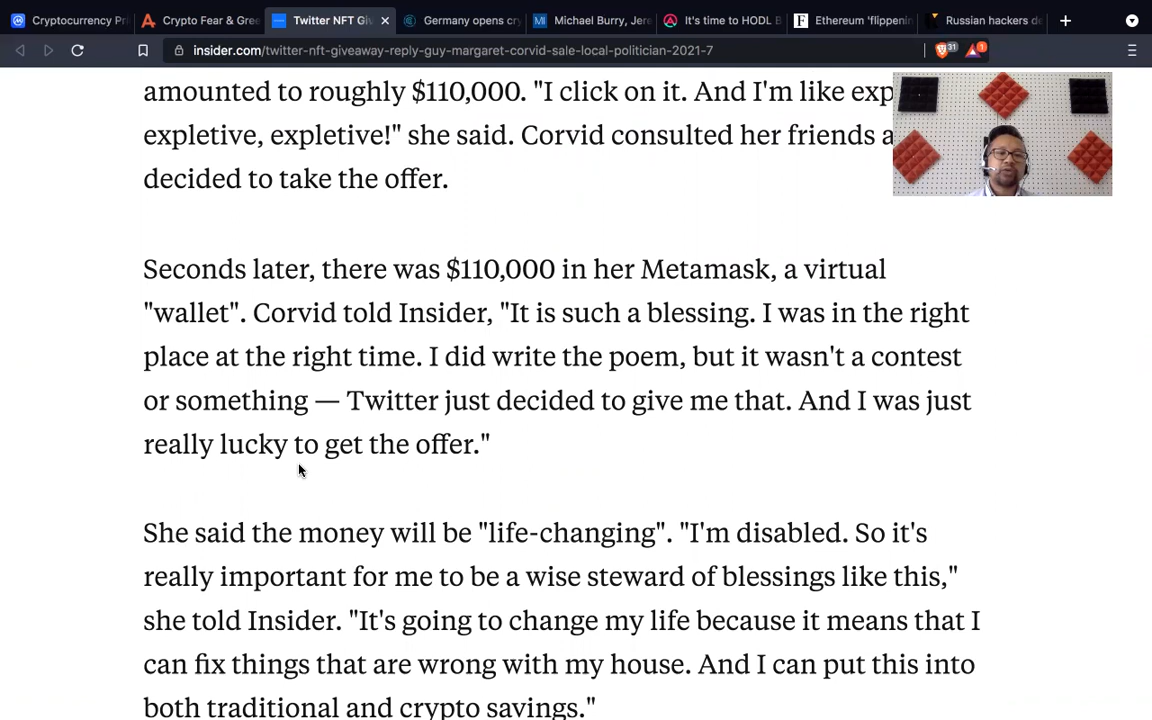 Cryptocurrency Pri
Crypto Fear & Gree
Twitter NFT Giv
Germany opens cry
Michael Burry, Jere
It's time to HODL B
Ethereum 'flippenin
Russian hackers de
insider.com/twitter-nft-giveaway-reply-guy-margaret-corvid-sale-local-politician-2021-7
31
1
amounted to roughly $110,000. "I click on it. And I'm like exp
expletive, expletive!" she said. Corvid consulted her friends a
decided to take the offer.
Seconds later, there was $110,000 in her Metamask, a virtual
"wallet". Corvid told Insider, "It is such a blessing. I was in the right
place at the right time. I did write the poem, but it wasn't a contest
or something — Twitter just decided to give me that. And I was just
really lucky to get the offer."
She said the money will be "life-changing". "I'm disabled. So it's
really important for me to be a wise steward of blessings like this,"
she told Insider. "It's going to change my life because it means that I
can fix things that are wrong with my house. And I can put this into
both traditional and crypto savings."